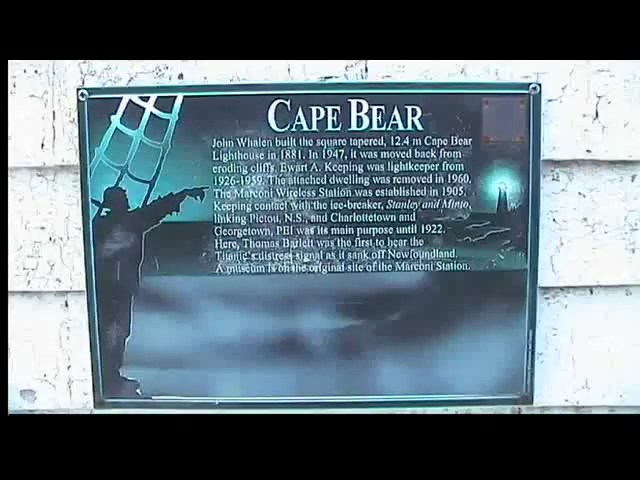 CAPE BEAR
John Whalen built the square tapered, 12.4 m Cape Bear
Lighthouse in 1881. In 1947, it was moved back from
eroding cliffs. Ewart A. Keeping was lightkeeper from
1926-1959. The attached dwelling was removed in 1960.
The Marconi Wireless Station was established in 1905.
Keeping contact with the ice-breaker, Stanley and Minto,
linking Pictou, N.S., and Charlottetown and
Georgetown, PEI was its main purpose until 1922.
Here, Thomas Barlett was the first to hear the
Titanic's distress signal as it sank off Newfoundland.
A museum is on the original site of the Marconi Station.